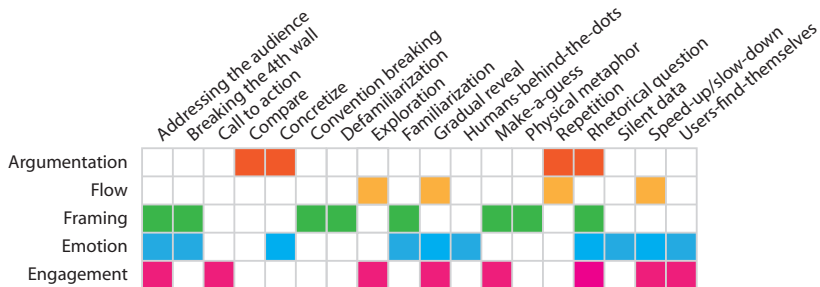 Addressing the audience
Breaking the 4th wall
Call to action
Compare
Concretize
Convention breaking
Defamiliarization
Exploration
Familiarization
Gradual reveal
Humans-behind-the-dots
Make-a-guess
Physical metaphor
Repetition
Rhetorical question
Silent data
Speed-up/slow-down
Users-find-themselves
Argumentation
Flow
Framing
Emotion
Engagement